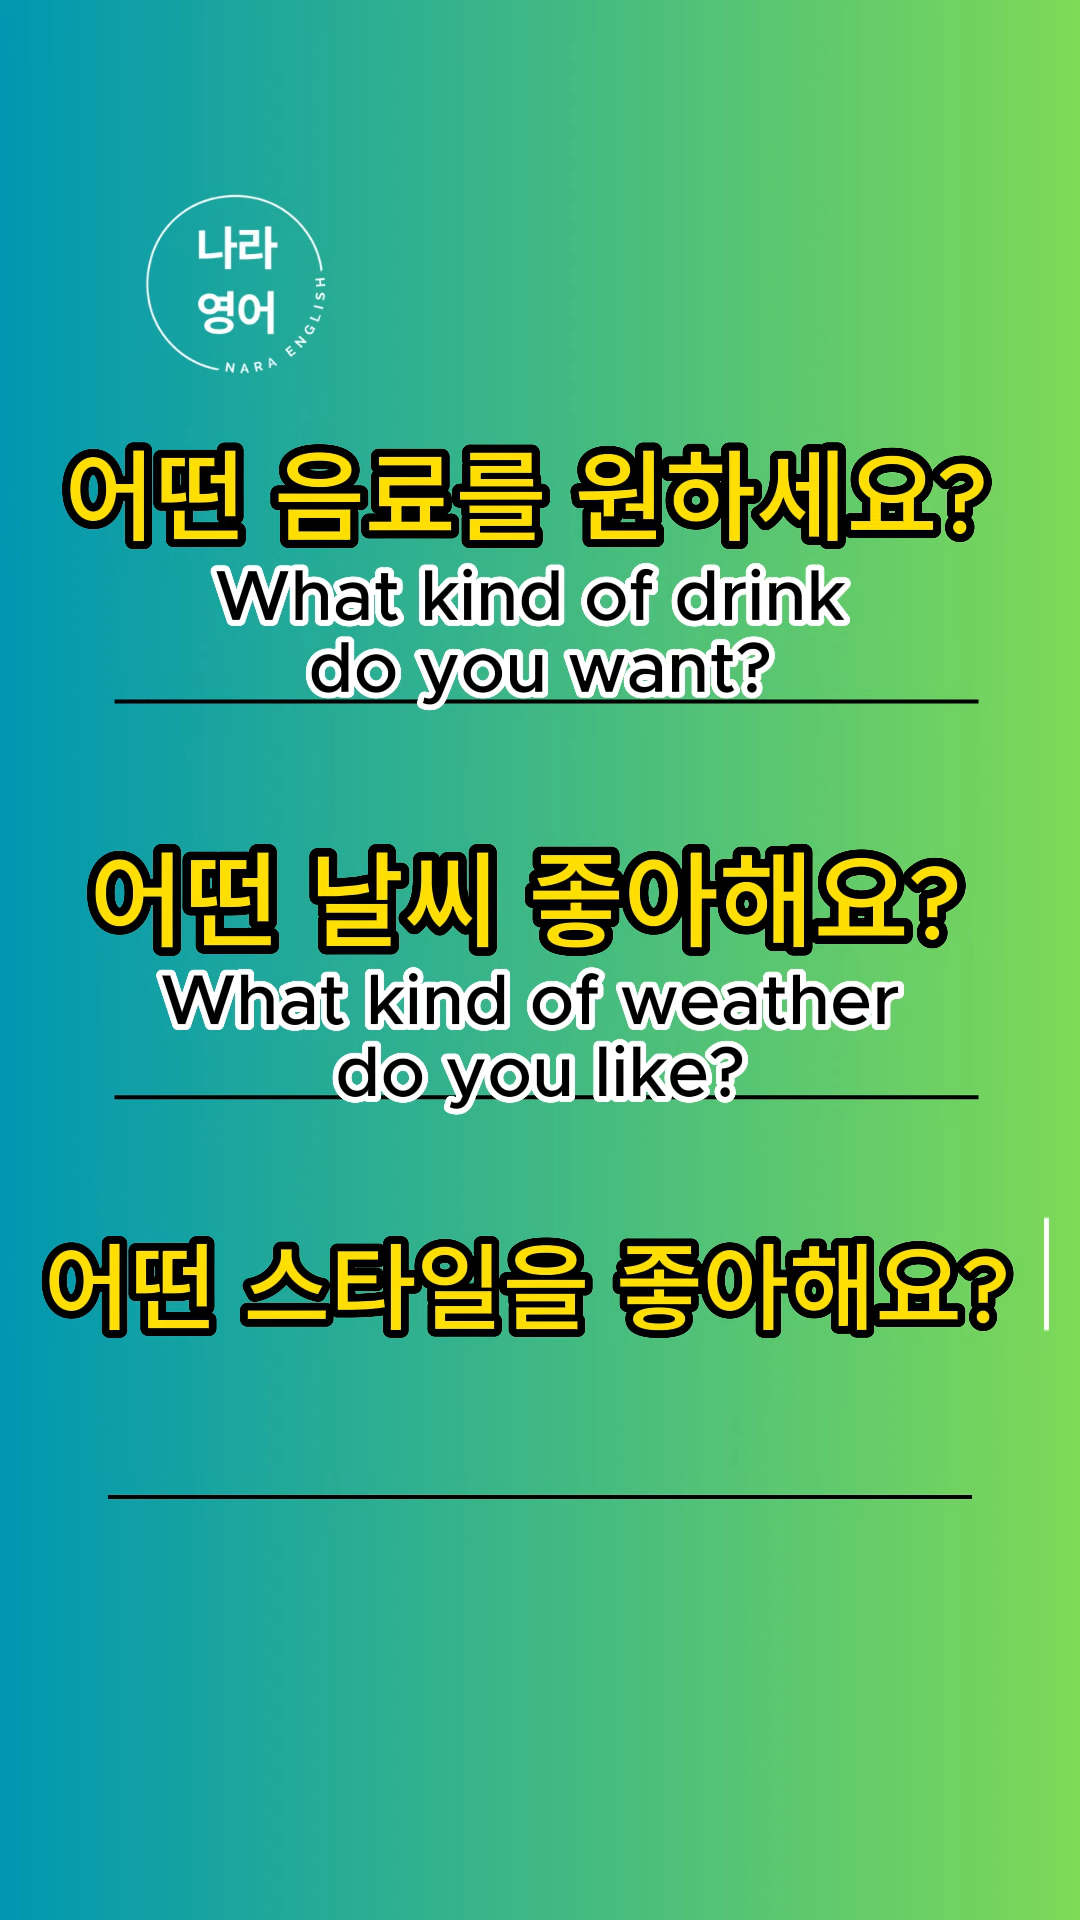 나라
영어
NARA ENGLISH
어떤 음료를 원하세요?
What kind of drink
do you want?
어떤 날씨 좋아해요?
What kind of weather
do you like?
어떤 스타일을 좋아해요?